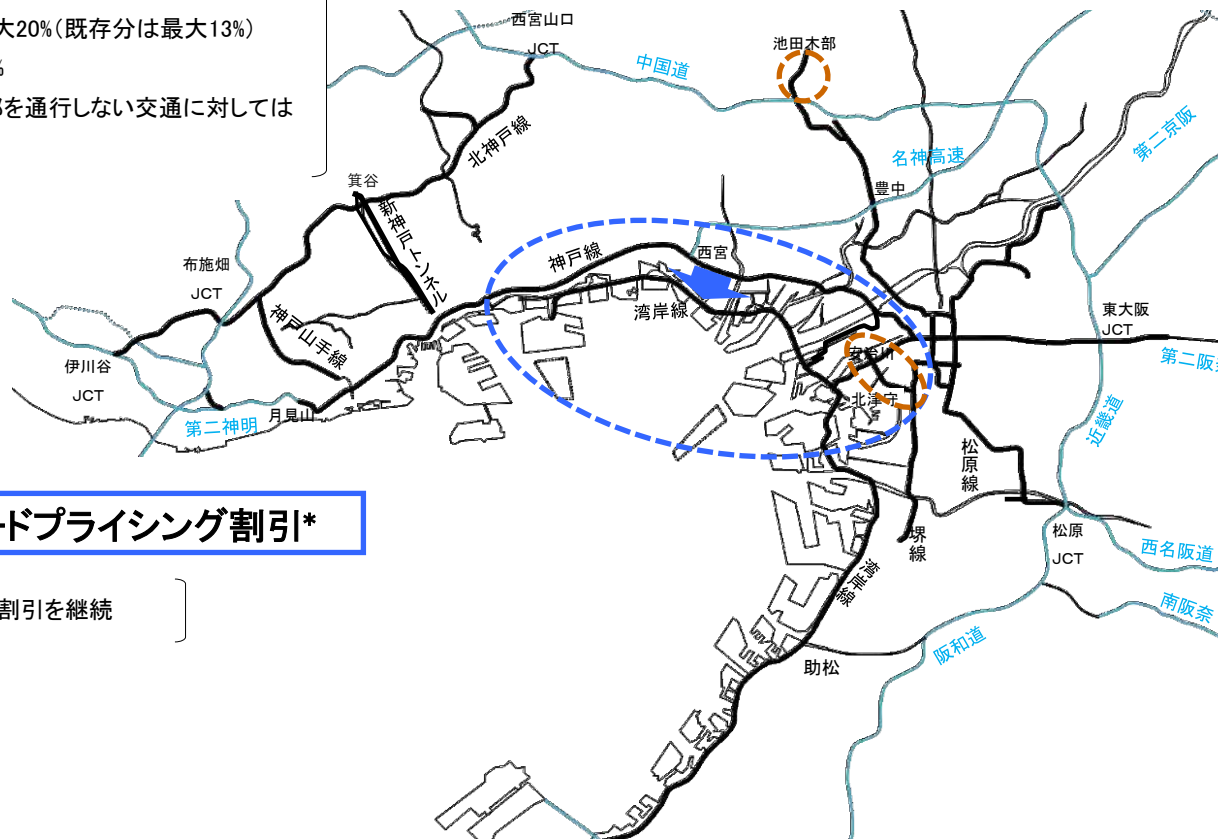 大20%(既存分は最大13%)
%
部を通行しない交通に対しては
西宮山口
JCT
中国道
池田木部
北神戸線
名神高速
第二京阪
豊中
箕谷
新神戸トンネル
神戸線
西宮
布施畑
JCT
湾岸線
神戸山手線
東大阪
JCT
安治川
第二阪
伊川谷
JCT
北津守
月見山
第二神明
近畿道
松原線
ードプライシング割引*
堺線
松原
JCT
西名阪道
割引を継続
湾岸線
南阪奈
阪和道
助松